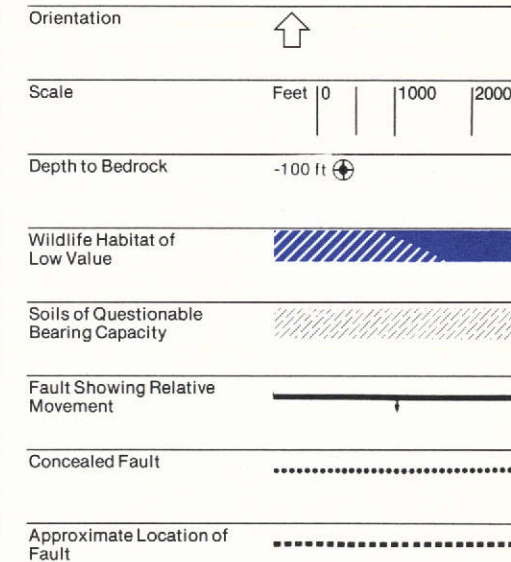 Orientation
Scale
Feet 0 1000 2000
Depth to Bedrock
-100 ft
Wildlife Habitat of
Low Value
Soils of Questionable
Bearing Capacity
Fault Showing Relative
Movement
Concealed Fault
Approximate Location of
Fault